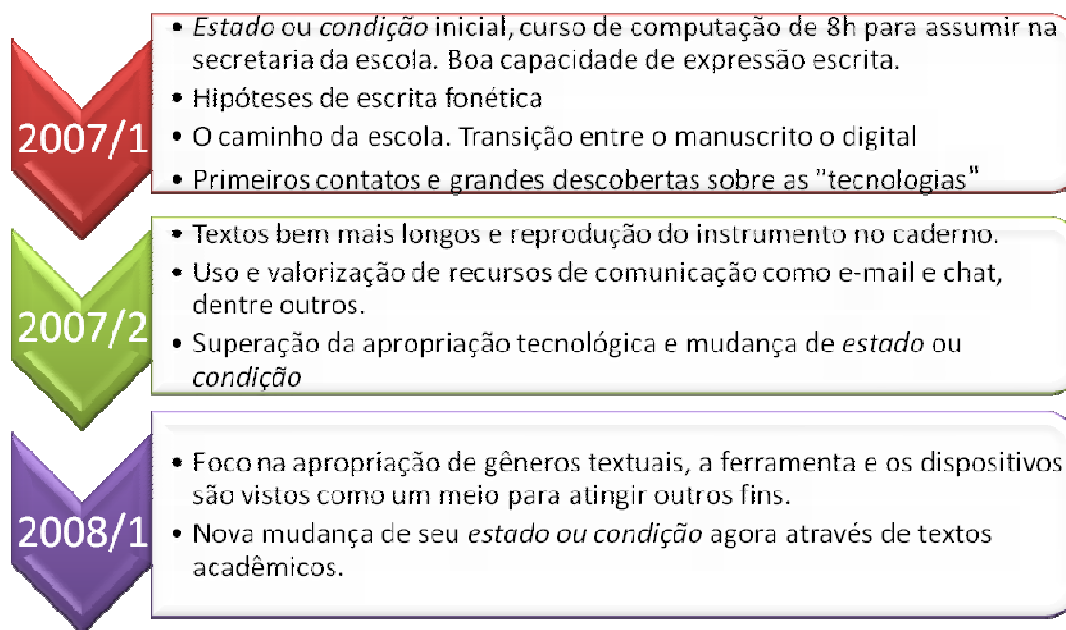 2007/1
• Estado ou condição inicial, curso de computação de 8h para assumir na
secretaria da escola. Boa capacidade de expressão escrita.
• Hipóteses de escrita fonética
• O caminho da escola. Transição entre o manuscrito o digital
• Primeiros contatos e grandes descobertas sobre as "tecnologias"
2007/2
• Textos bem mais longos e reprodução do instrumento no caderno.
• Uso e valorização de recursos de comunicação como e-mail e chat,
dentre outros.
• Superação da apropriação tecnológica e mudança de estado ou
condição
2008/1
• Foco na apropriação de gêneros textuais, a ferramenta e os dispositivos
são vistos como um meio para atingir outros fins.
• Nova mudança de seu estado ou condição agora através de textos
acadêmicos.